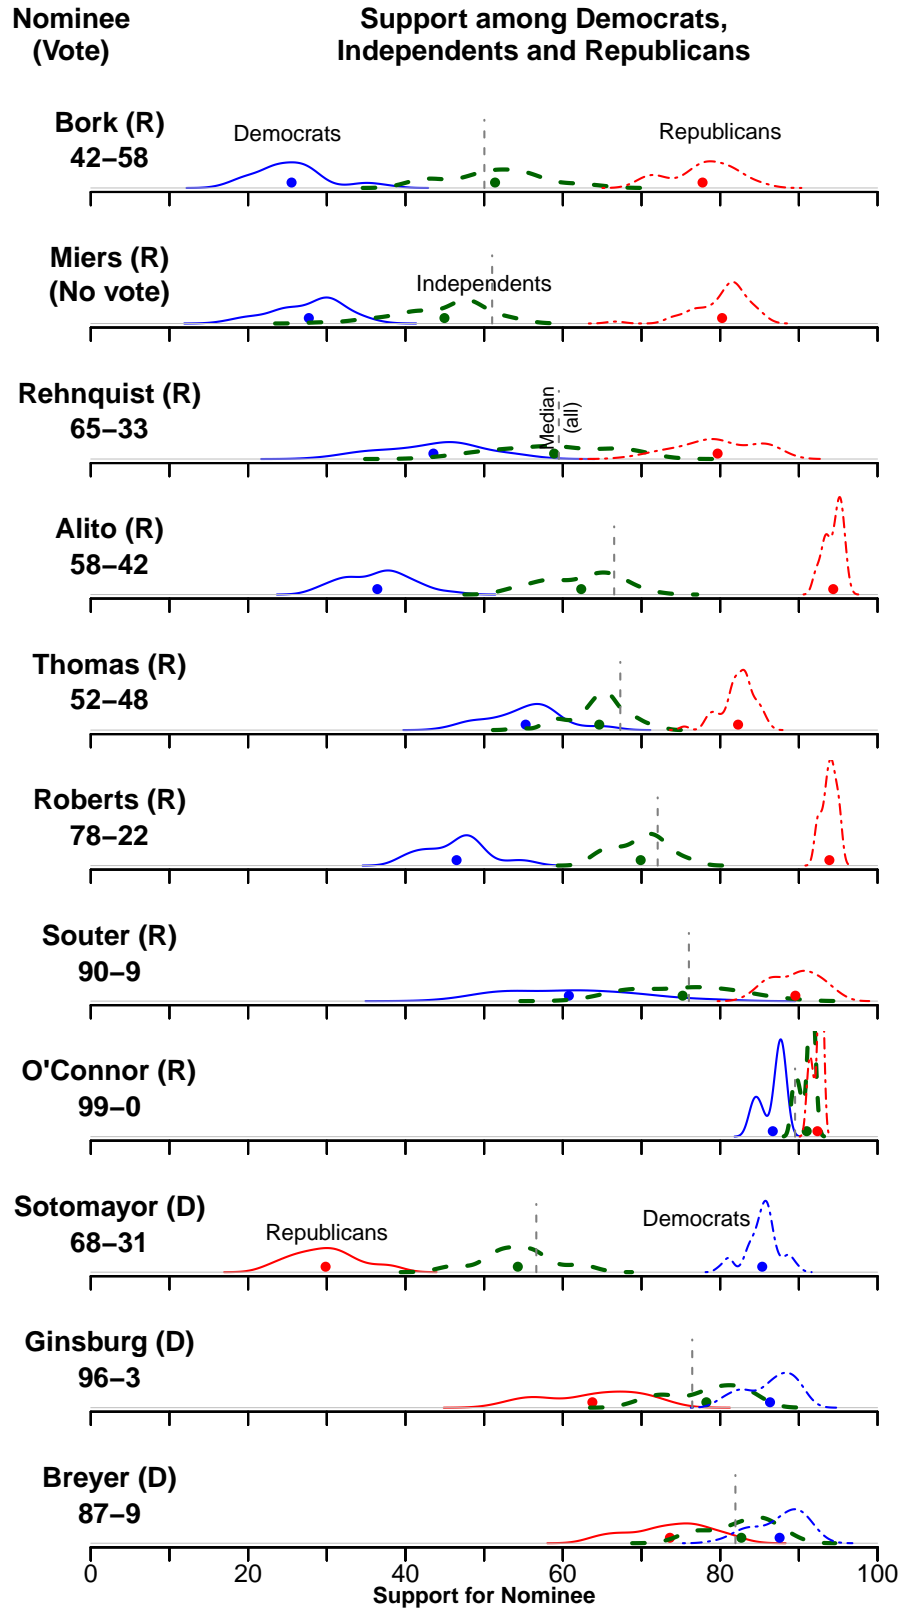 Nominee
(Vote)
Support among Democrats,
Independents and Republicans
Bork (R)
42−58
Democrats
Republicans
Miers (R)
(No vote)
Independents
Rehnquist (R)
65−33
Median
(all)
Alito (R)
58−42
Thomas (R)
52−48
Roberts (R)
78−22
Souter (R)
90−9
O'Connor (R)
99−0
Sotomayor (D)
68−31
Republicans
Democrats
Ginsburg (D)
96−3
Breyer (D)
87−9
0 20 40 60 80 100
Support for Nominee